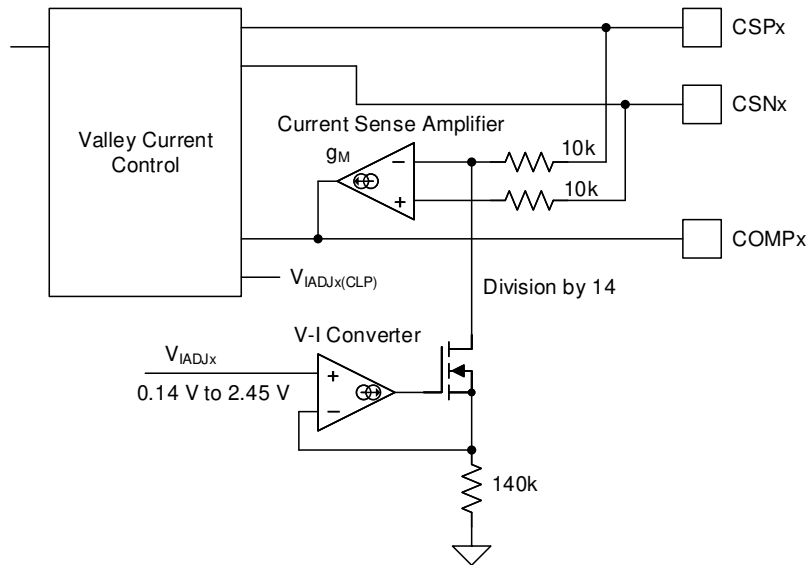 CSPx
CSNx
Current Sense Amplifier
Valley Current
Control
gM
10k
−
10k
+
COMPx
VIADJx(CLP)
Division by 14
V-I Converter
VIADJx
+
0.14 V to 2.45 V
−
140k